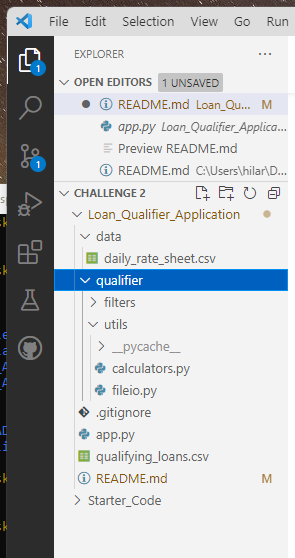 File Edit Selection View
EXPLORER ...
OPEN EDITORS 1 UNSAVED
README.md Loan_Qu... M
app.py Loan_Qualifier_Applica...
Preview README.md
README.md C:\Users\hilar\D...
CHALLENGE 2
Loan_Qualifier_Application
data
daily_rate_sheet.csv
qualifier
filters
utils
__pycache__
calculators.py
fileio.py
.gitignore
app.py
qualifying_loans.csv
README.md M
Starter_Code
1
1